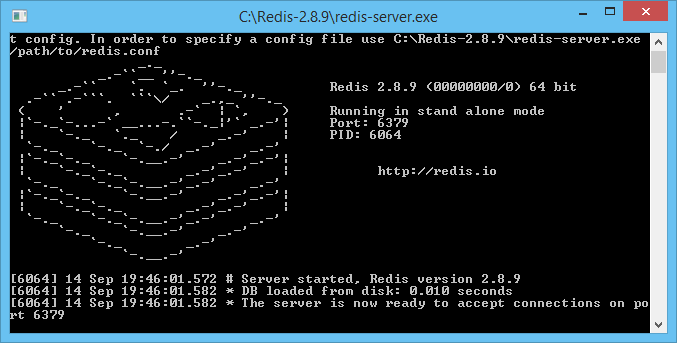 C:\Redis-2.8.9\redis-server.exe
t config. In order to specify a config file use C:\Redis-2.8.9\redis-server.exe
/path/to/redis.conf
Redis 2.8.9 (00000000/0) 64 bit
Running in stand alone mode
Port: 6379
PID: 6064
http://redis.io
[6064] 14 Sep 19:46:01.572 # Server started, Redis version 2.8.9
[6064] 14 Sep 19:46:01.582 * DB loaded from disk: 0.010 seconds
[6064] 14 Sep 19:46:01.582 * The server is now ready to accept connections on po
rt 6379